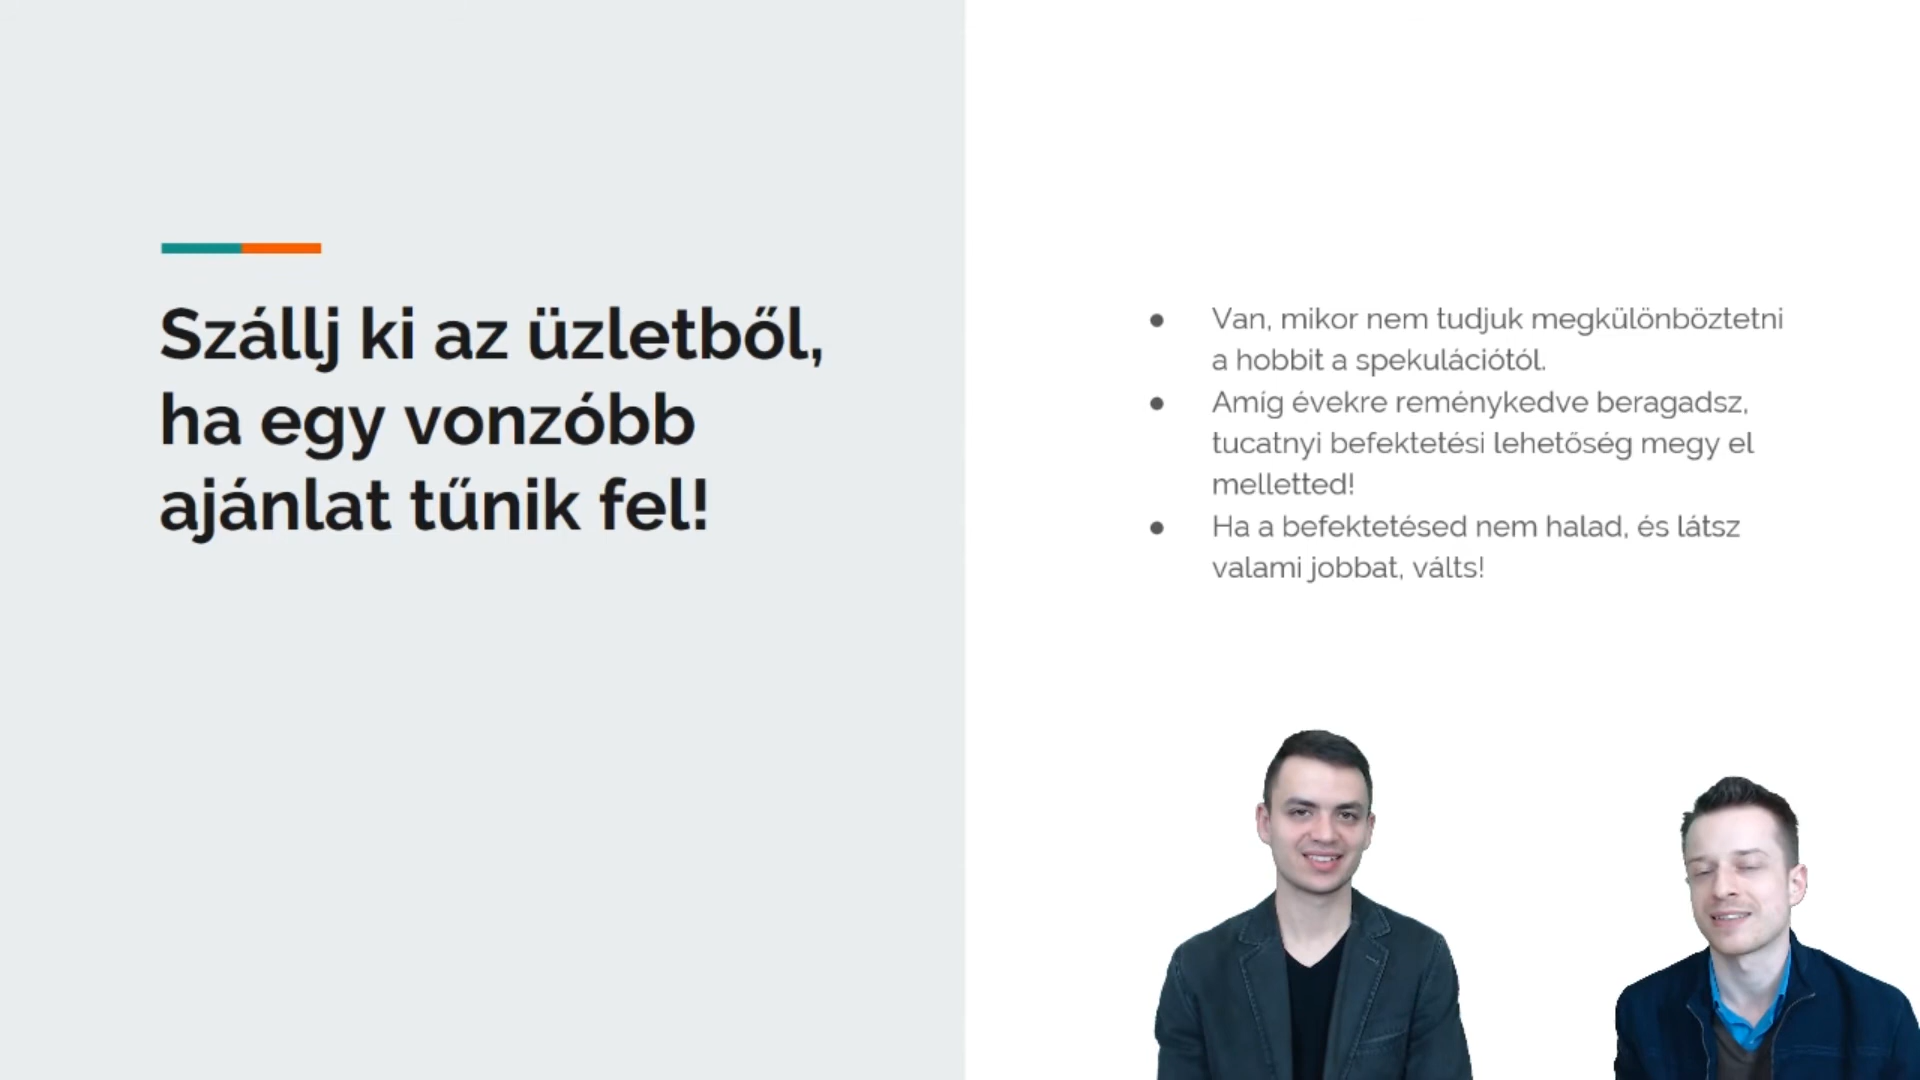 Szállj ki az üzletből,
ha egy vonzóbb
ajánlat tűnik fel!
● Van, mikor nem tudjuk megkülönböztetni
a hobbit a spekulációtól.
● Amíg évekre reménykedve beragadsz,
tucatnyi befektetési lehetőség megy el
melletted!
● Ha a befektetésed nem halad, és látsz
valami jobbat, válts!